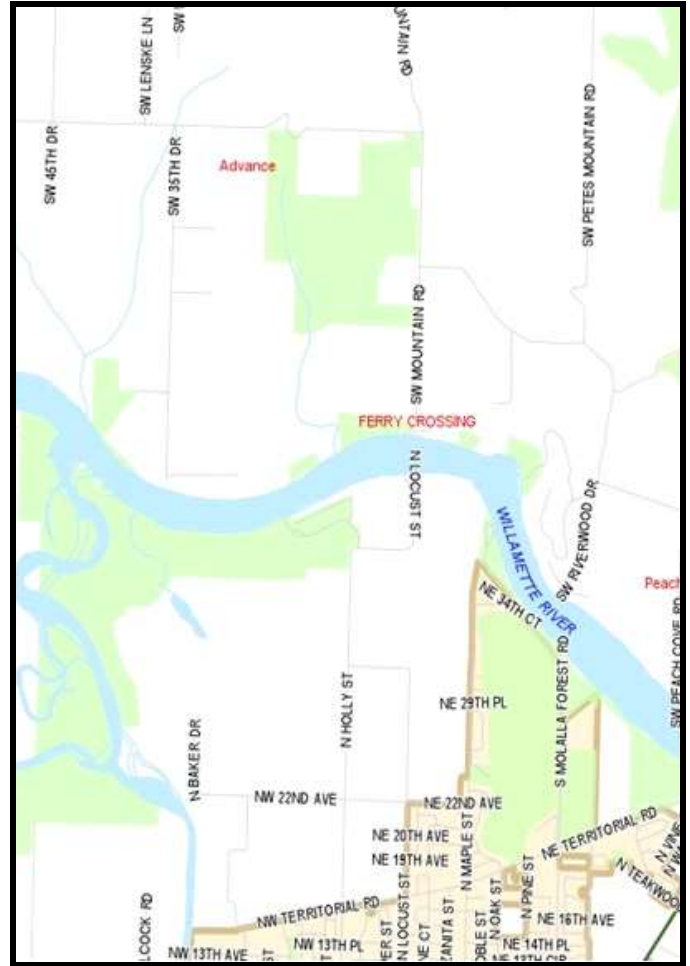 SW LENSKE LN
SW 45TH DR
SW 35TH DR
Advance
SW PETES MOUNTAIN RD
SW MOUNTAIN RD
FERRY CROSSING
N LOCUST ST
WILLAMETTE RIVER
SW RIVERWOOD DR
NE 34TH CT
Peach
SW PEACH COVE RD
S MOLALLA FOREST RD
N HOLLY ST
NE 29TH PL
N BAKER DR
NW 22ND AVE
NE 22ND AVE
NE 20TH AVE
NE 19TH AVE
N MAPLE ST
NE TERRITORIAL RD
N TEAKWOOD
N LOCUST ST
N OAK ST
N PINE ST
NW TERRITORIAL RD
NE 16TH AVE
NW 13TH AVE
NW 13TH PL
NE 14TH PL